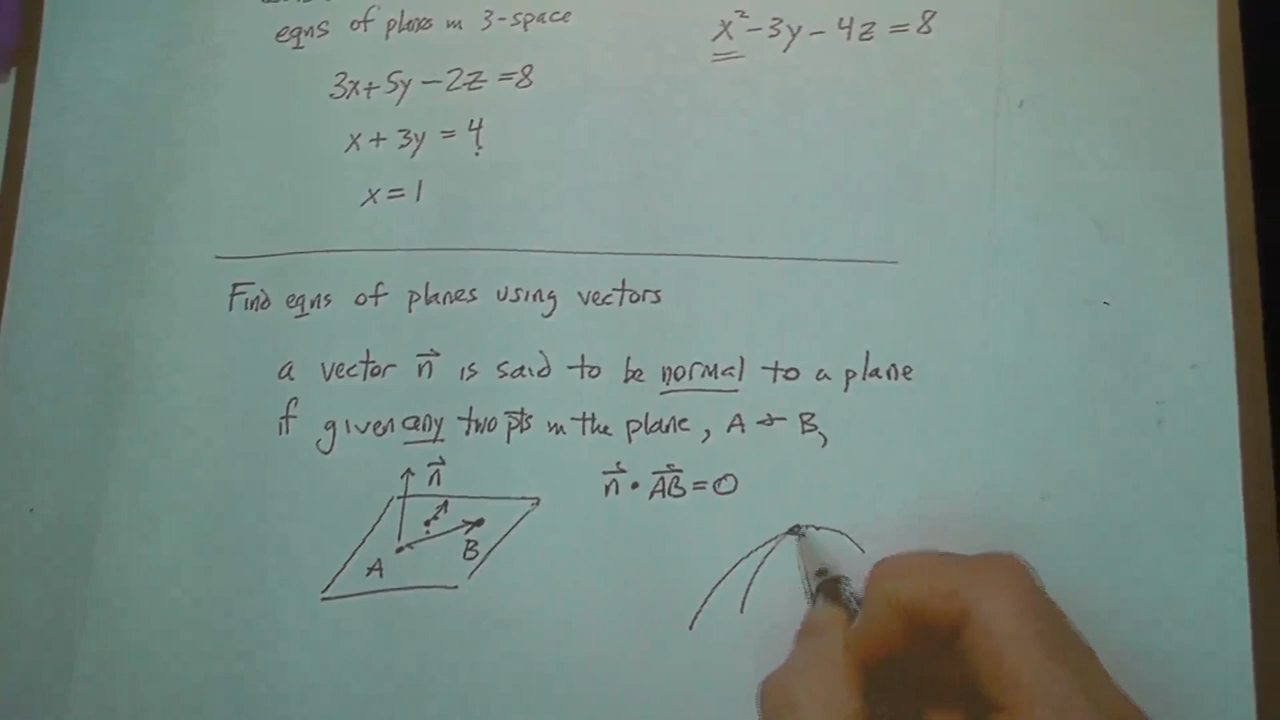 eqns of planes in 3-space
x²-3y-4z=8
3x+5y-2z=8
x+3y=4
x=1
Find eqns of planes using vectors
a vector n⃗ is said to be normal to a plane
if given any two pts in the plane, A + B,
n⃗
n⃗ · A⃗B⃗ = 0
A
B